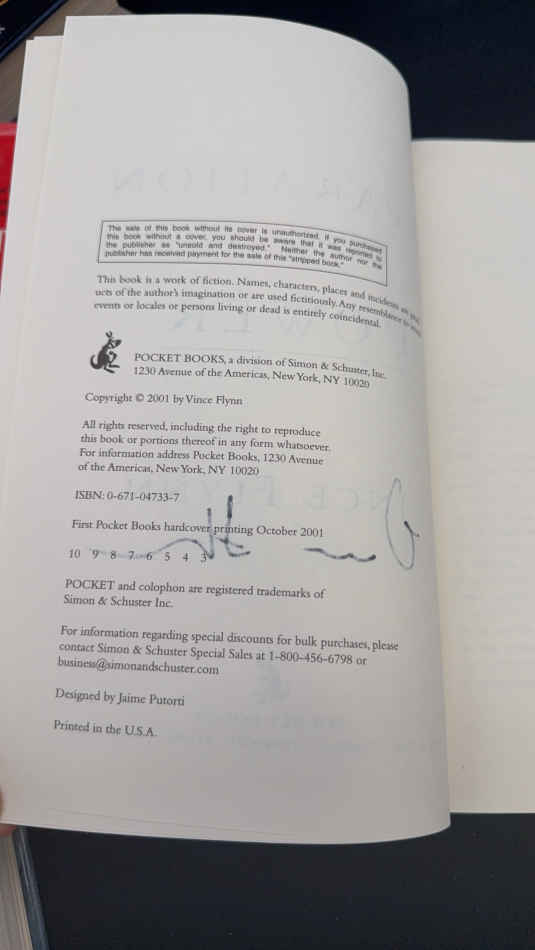 The sale of this book without its cover is unauthorized. If you purchased
this book without a cover, you should be aware that it was reported to
the publisher as "unsold and destroyed." Neither the author nor the
publisher has received payment for the sale of this "stripped book."
This book is a work of fiction. Names, characters, places and incidents are prod-
ucts of the author's imagination or are used fictitiously. Any resemblance to
events or locales or persons living or dead is entirely coincidental.
POCKET BOOKS, a division of Simon & Schuster, Inc.
1230 Avenue of the Americas, New York, NY 10020
Copyright © 2001 by Vince Flynn
All rights reserved, including the right to reproduce
this book or portions thereof in any form whatsoever.
For information address Pocket Books, 1230 Avenue
of the Americas, New York, NY 10020
ISBN: 0-671-04733-7
First Pocket Books hardcover printing October 2001
10 9 8 7 6 5 4 3
POCKET and colophon are registered trademarks of
Simon & Schuster Inc.
For information regarding special discounts for bulk purchases, please
contact Simon & Schuster Special Sales at 1-800-456-6798 or
business@simonandschuster.com
Designed by Jaime Putorti
Printed in the U.S.A.